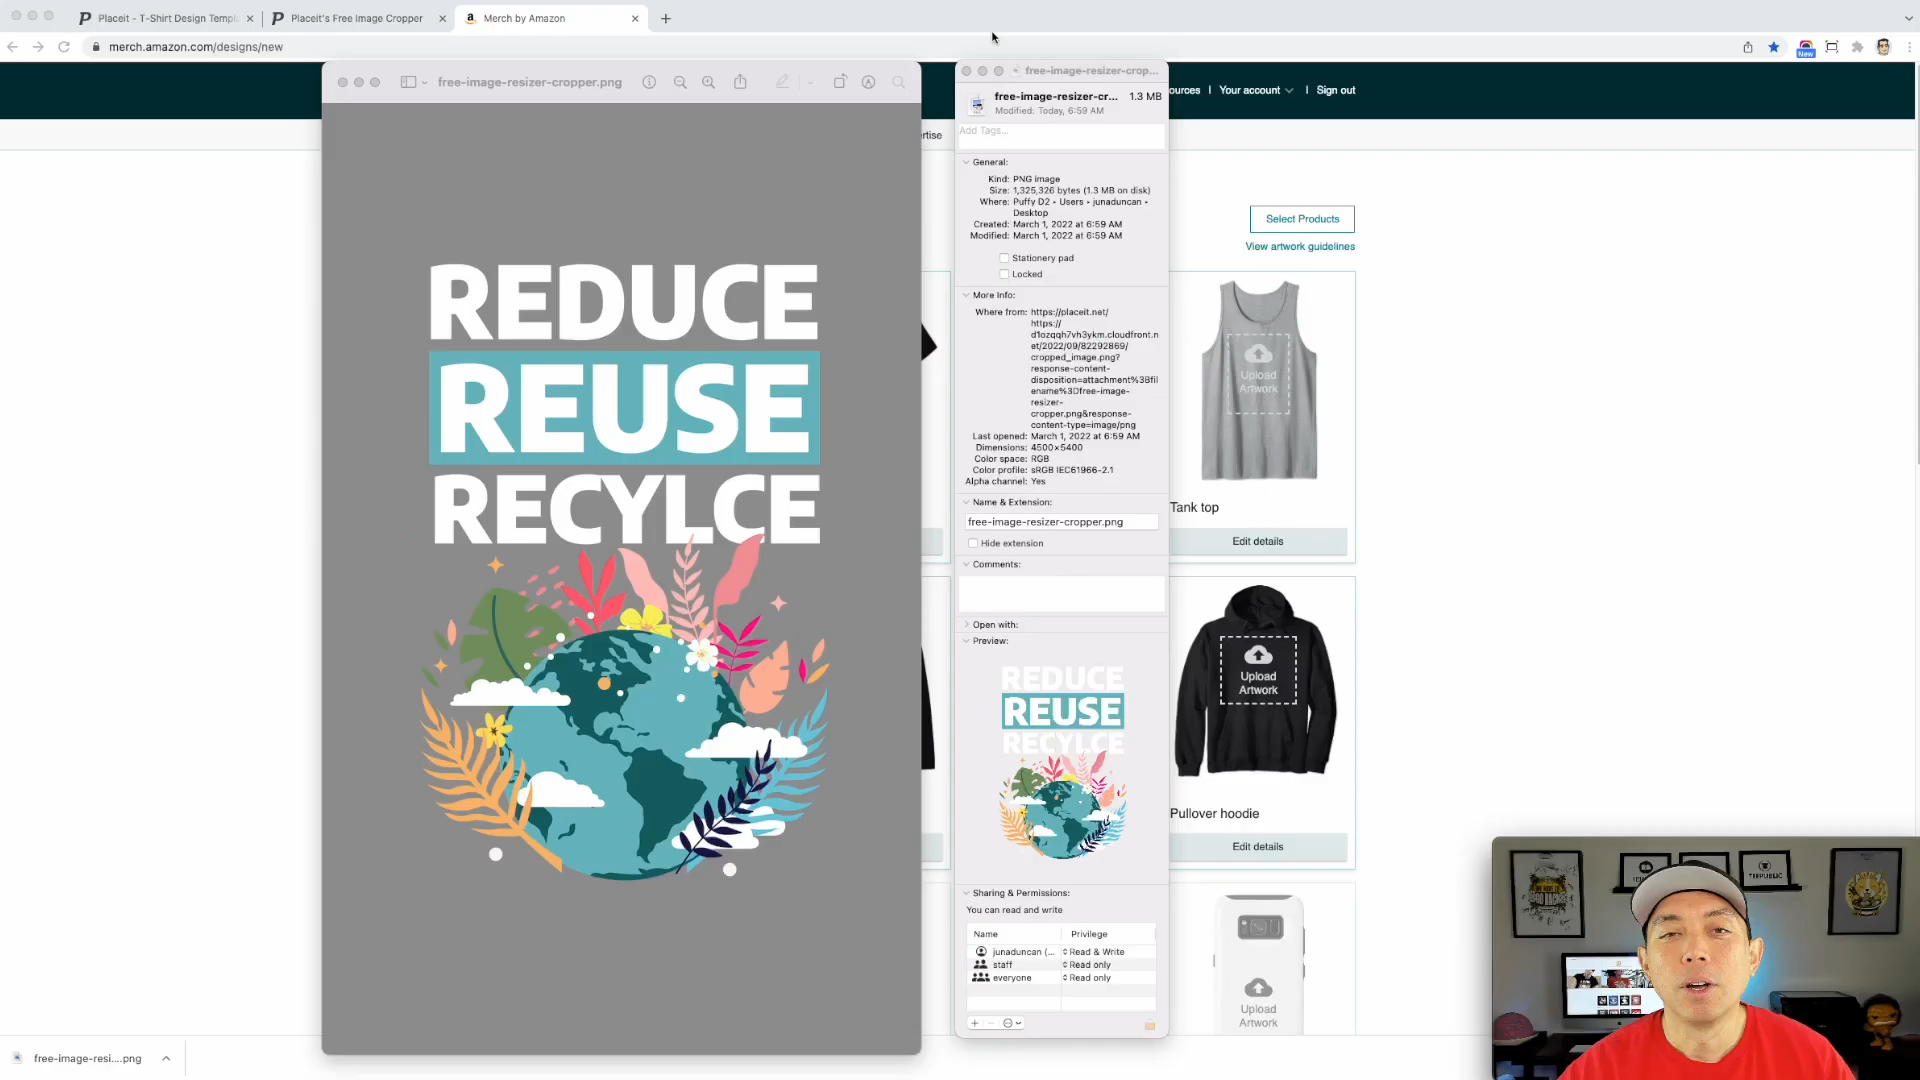 Placeit - T-Shirt Design Templ
Placeit's Free Image Cropper
Merch by Amazon
merch.amazon.com/designs/new
New
free-image-resizer-cropper.png
REDUCE
REUSE
RECYLCE
free-image-resizer-crop...
free-image-resizer-cr... 1.3 MB
Modified: Today, 6:59 AM
Add Tags...
General:
Kind: PNG image
Size: 1,325,326 bytes (1.3 MB on disk)
Where: Puffy D2 ▸ Users ▸ junaduncan ▸
Desktop
Created: March 1, 2022 at 6:59 AM
Modified: March 1, 2022 at 6:59 AM
Stationery pad
Locked
More Info:
Where from: https://placeit.net/
https://
d1ozqqh7vh3ykm.cloudfront.n
et/2022/09/82292869/
cropped_image.png?
response-content-
disposition=attachment%3Bfil
ename%3Dfree-image-
resizer-
cropper.png&response-
content-type=image/png
Last opened: March 1, 2022 at 6:59 AM
Dimensions: 4500×5400
Color space: RGB
Color profile: sRGB IEC61966-2.1
Alpha channel: Yes
Name & Extension:
free-image-resizer-cropper.png
Hide extension
Comments:
Open with:
Preview:
REDUCE
REUSE
RECYLCE
Sharing & Permissions:
You can read and write
Name Privilege
junaduncan (... Read & Write
staff Read only
everyone Read only
ources | Your account | Sign out
rtise
Select Products
View artwork guidelines
Upload
Artwork
Tank top
Edit details
Upload
Artwork
Pullover hoodie
Edit details
Upload
Artwork
TEEPUBLIC
free-image-resi....png